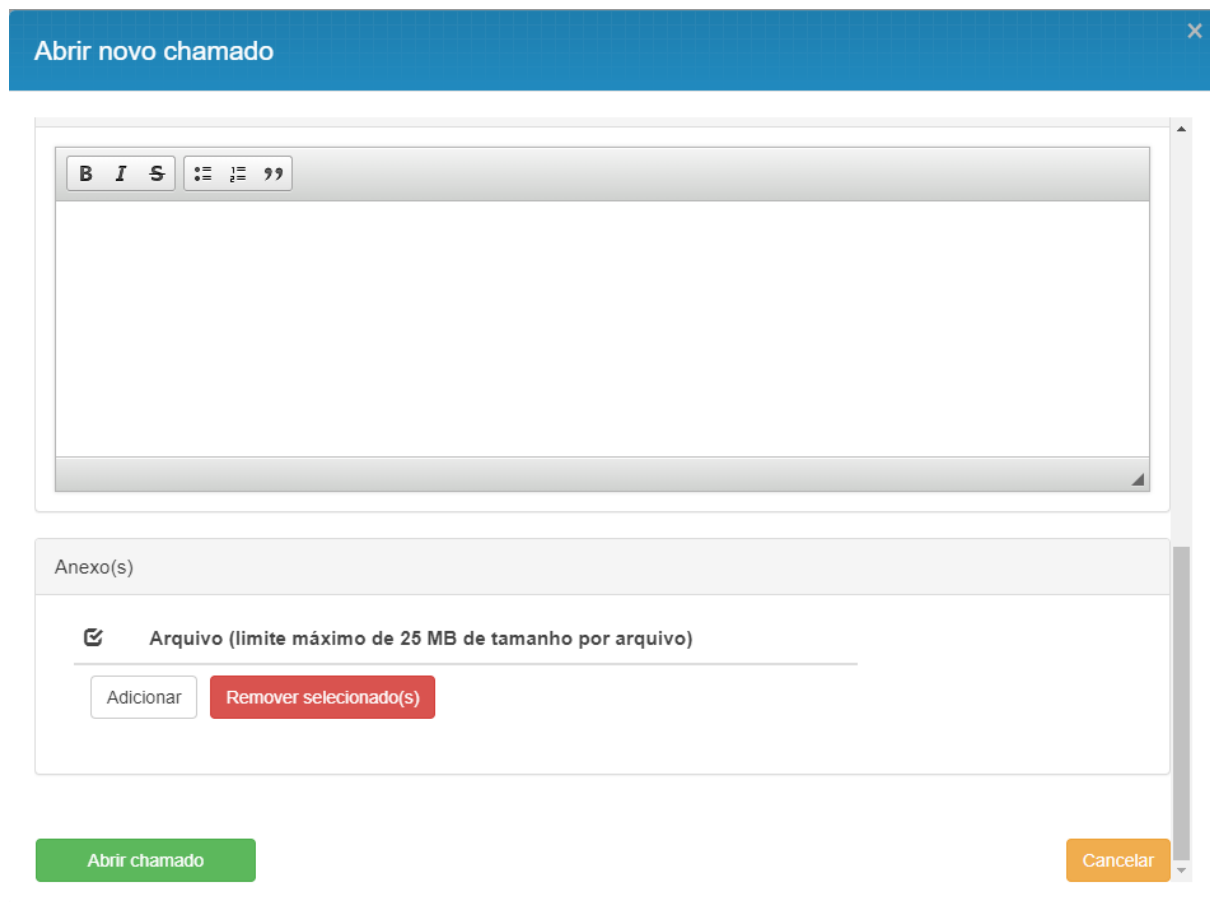 Abrir novo chamado ×
B I S
Anexo(s)
Arquivo (limite máximo de 25 MB de tamanho por arquivo)
Adicionar Remover selecionado(s)
Abrir chamado Cancelar